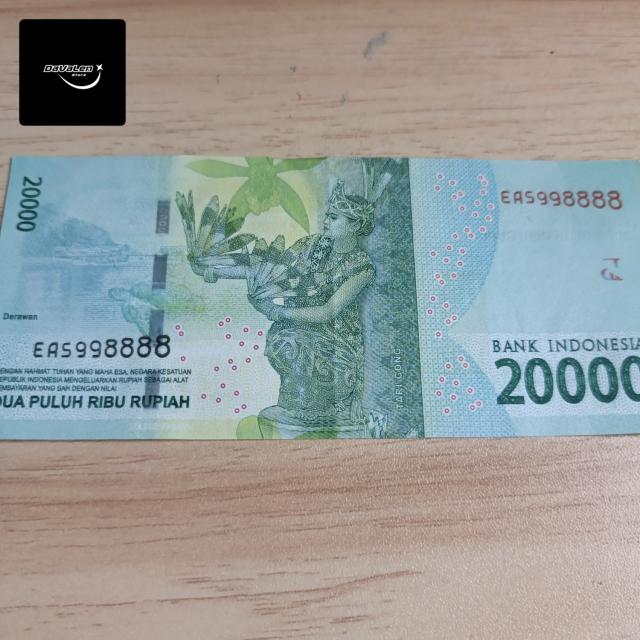 DaVaLen
store
20000
EAS998888
Derawan
EAS998888
DENGAN RAHMAT TUHAN YANG MAHA ESA, NEGARA KESATUAN
REPUBLIK INDONESIA MENGELUARKAN RUPIAH SEBAGAI ALAT
PEMBAYARAN YANG SAH DENGAN NILAI
DUA PULUH RIBU RUPIAH
TARI GONG
BANK INDONESIA
20000